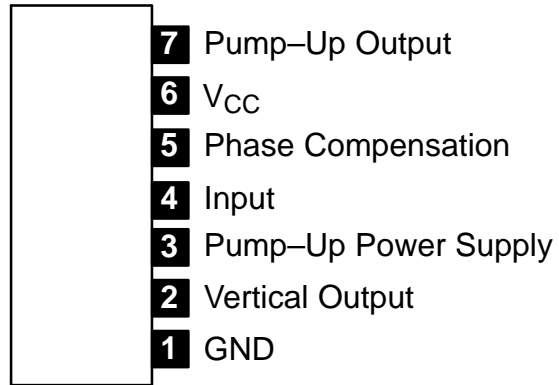 7 Pump–Up Output
6 VCC
5 Phase Compensation
4 Input
3 Pump–Up Power Supply
2 Vertical Output
1 GND